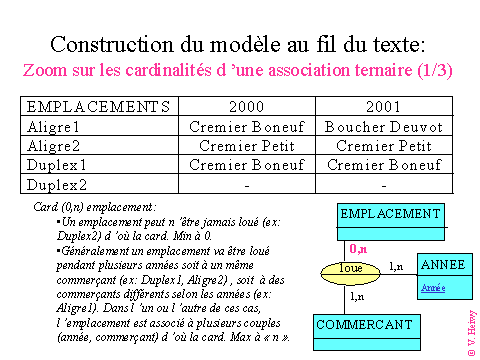 Construction du modèle au fil du texte:
Zoom sur les cardinalités d ’une association ternaire (1/3)
EMPLACEMENTS 2000 2001
Aligre1 Cremier Boneuf Boucher Deuvot
Aligre2 Cremier Petit Cremier Petit
Duplex1 Cremier Boneuf Cremier Boneuf
Duplex2 - -
Card (0,n) emplacement:
•Un emplacement peut n ’être jamais loué (ex:
Duplex2) d ’où la card. Min à 0.
•Généralement un emplacement va être loué
pendant plusieurs années soit à un même
commerçant (ex: Duplex1, Aligre2) , soit à des
commerçants différents selon les années (ex:
Aligre1). Dans l ’un ou l ’autre de ces cas,
l ’emplacement est associé à plusieurs couples
(année, commerçant) d ’où la card. Max à « n ».
EMPLACEMENT
0,n
loue
1,n
ANNEE
Année
1,n
COMMERCANT
© V. Heiwy